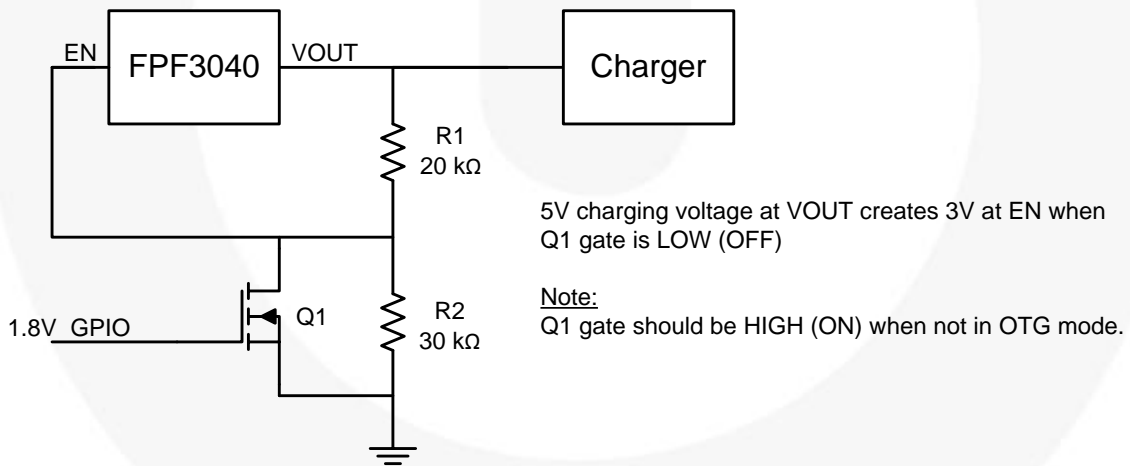 EN
FPF3040
VOUT
Charger
R1
20 kΩ
5V charging voltage at VOUT creates 3V at EN when
Q1 gate is LOW (OFF)
Note:
Q1 gate should be HIGH (ON) when not in OTG mode.
1.8V GPIO
Q1
R2
30 kΩ